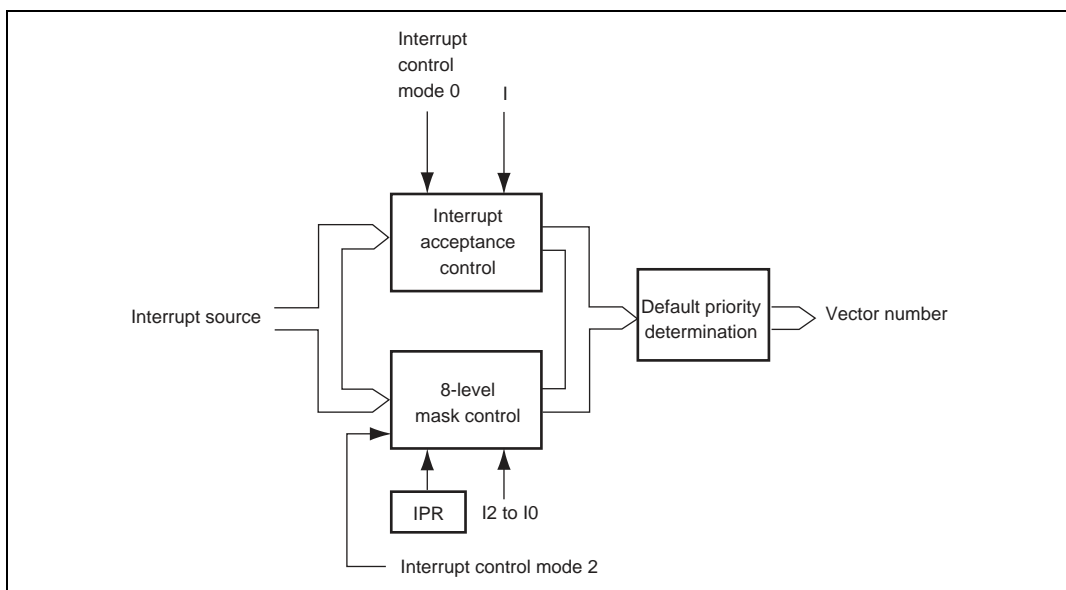 Interrupt
control
mode 0
I
Interrupt
acceptance
control
Interrupt source
Default priority
determination
Vector number
8-level
mask control
IPR
I2 to I0
Interrupt control mode 2